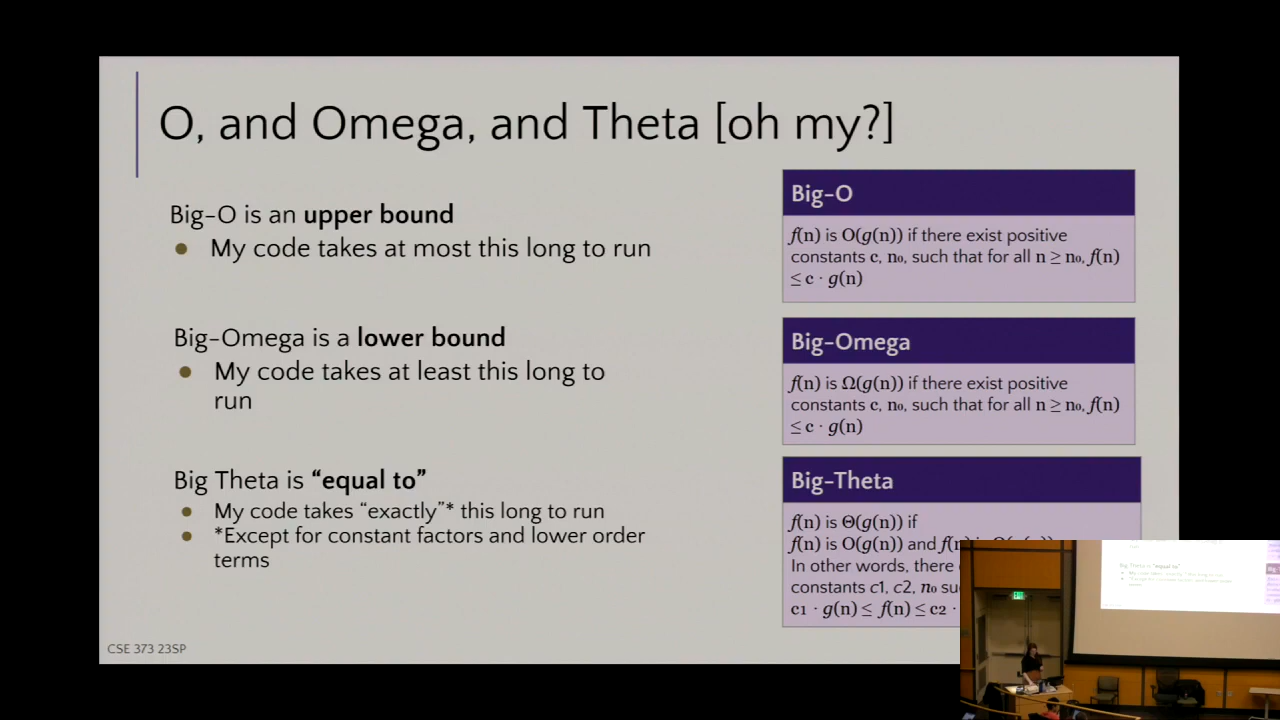 O, and Omega, and Theta [oh my?]
Big-O is an upper bound
● My code takes at most this long to run
Big-Omega is a lower bound
● My code takes at least this long to
run
Big Theta is “equal to”
● My code takes “exactly”* this long to run
● *Except for constant factors and lower order
terms
CSE 373 23SP
Big-O
f(n) is O(g(n)) if there exist positive
constants c, n₀, such that for all n ≥ n₀, f(n)
≤ c · g(n)
Big-Omega
f(n) is Ω(g(n)) if there exist positive
constants c, n₀, such that for all n ≥ n₀, f(n)
≤ c · g(n)
Big-Theta
f(n) is Θ(g(n)) if
f(n) is O(g(n)) and f(n)
In other words, there
constants c1, c2, n₀
c1 · g(n) ≤ f(n) ≤ c2 ·
Big Theta is “equal to”